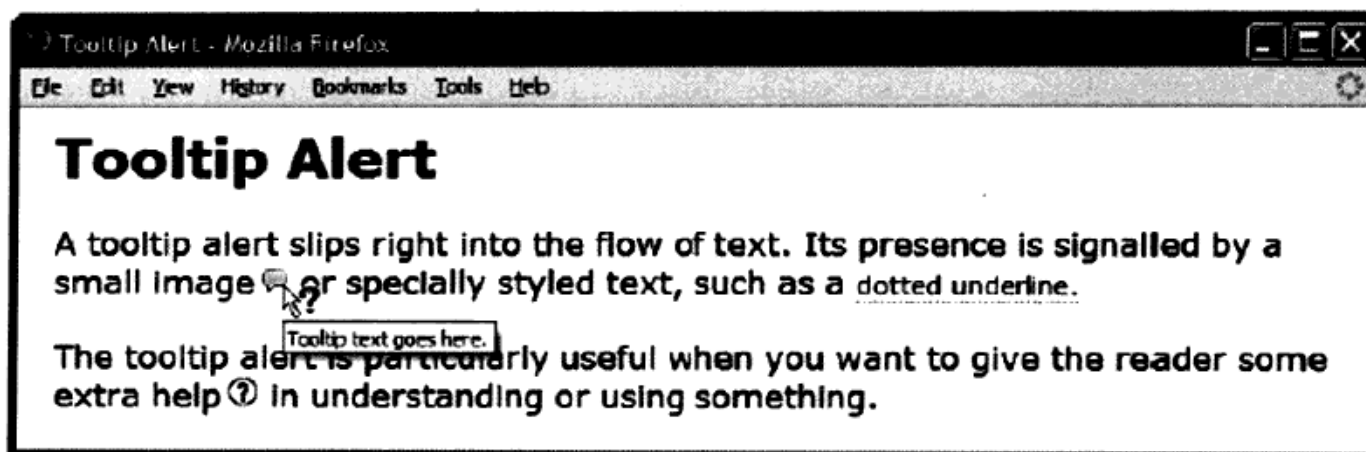 Tooltip Alert - Mozilla Firefox
File Edit View History Bookmarks Tools Help
Tooltip Alert
A tooltip alert slips right into the flow of text. Its presence is signalled by a
small image or specially styled text, such as a dotted underline.
Tooltip text goes here.
The tooltip alert is particularly useful when you want to give the reader some
extra help ? in understanding or using something.